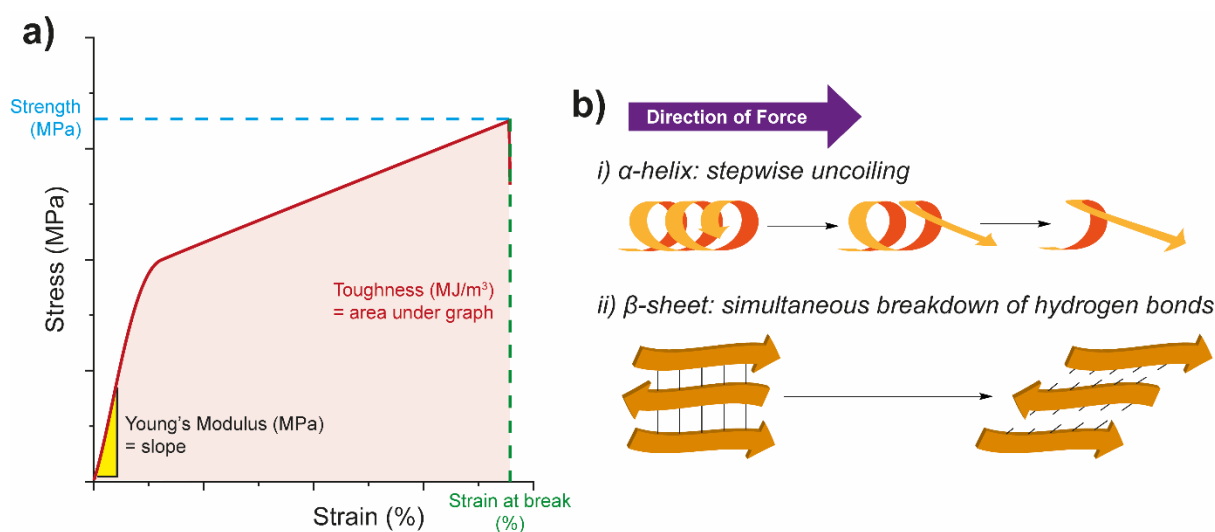 a)
Strength
(MPa)
Stress (MPa)
Toughness (MJ/m³)
= area under graph
Young's Modulus (MPa)
= slope
Strain (%)
Strain at break
(%)
b)
Direction of Force
i) α-helix: stepwise uncoiling
ii) β-sheet: simultaneous breakdown of hydrogen bonds